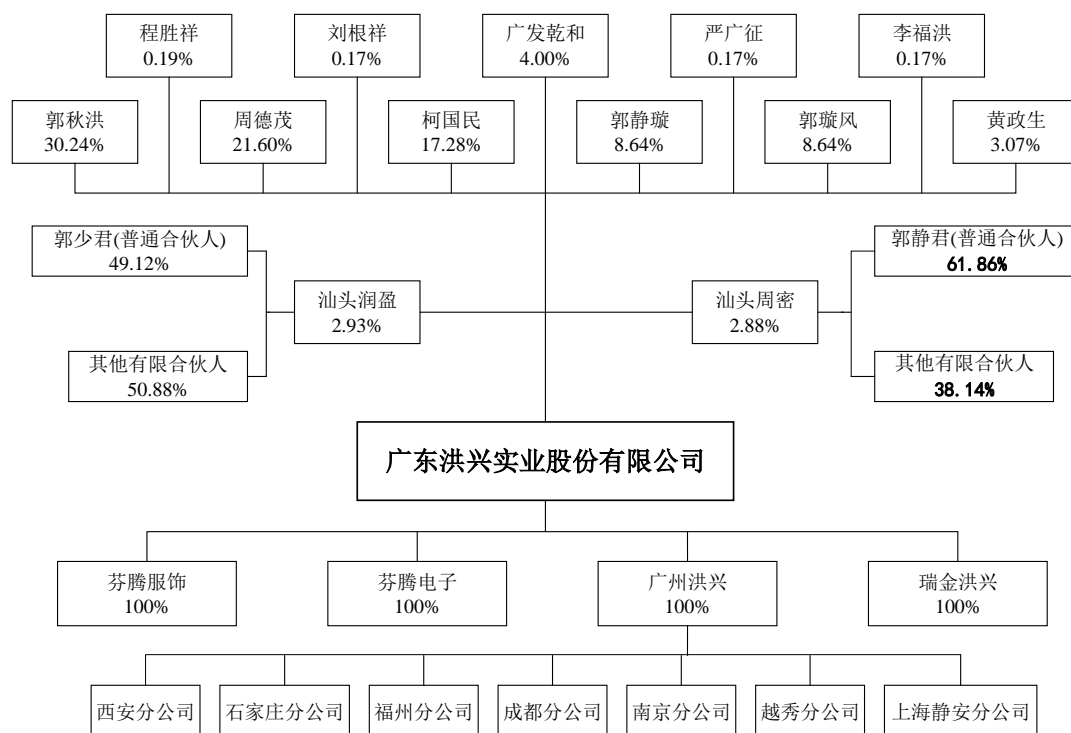 程胜祥
0.19%
刘根祥
0.17%
广发乾和
4.00%
严广征
0.17%
李福洪
0.17%
郭秋洪
30.24%
周德茂
21.60%
柯国民
17.28%
郭静璇
8.64%
郭璇风
8.64%
黄政生
3.07%
郭少君(普通合伙人)
49.12%
郭静君(普通合伙人)
61.86%
汕头润盈
2.93%
汕头周密
2.88%
其他有限合伙人
50.88%
其他有限合伙人
38.14%
广东洪兴实业股份有限公司
芬腾服饰
100%
芬腾电子
100%
广州洪兴
100%
瑞金洪兴
100%
西安分公司
石家庄分公司
福州分公司
成都分公司
南京分公司
越秀分公司
上海静安分公司